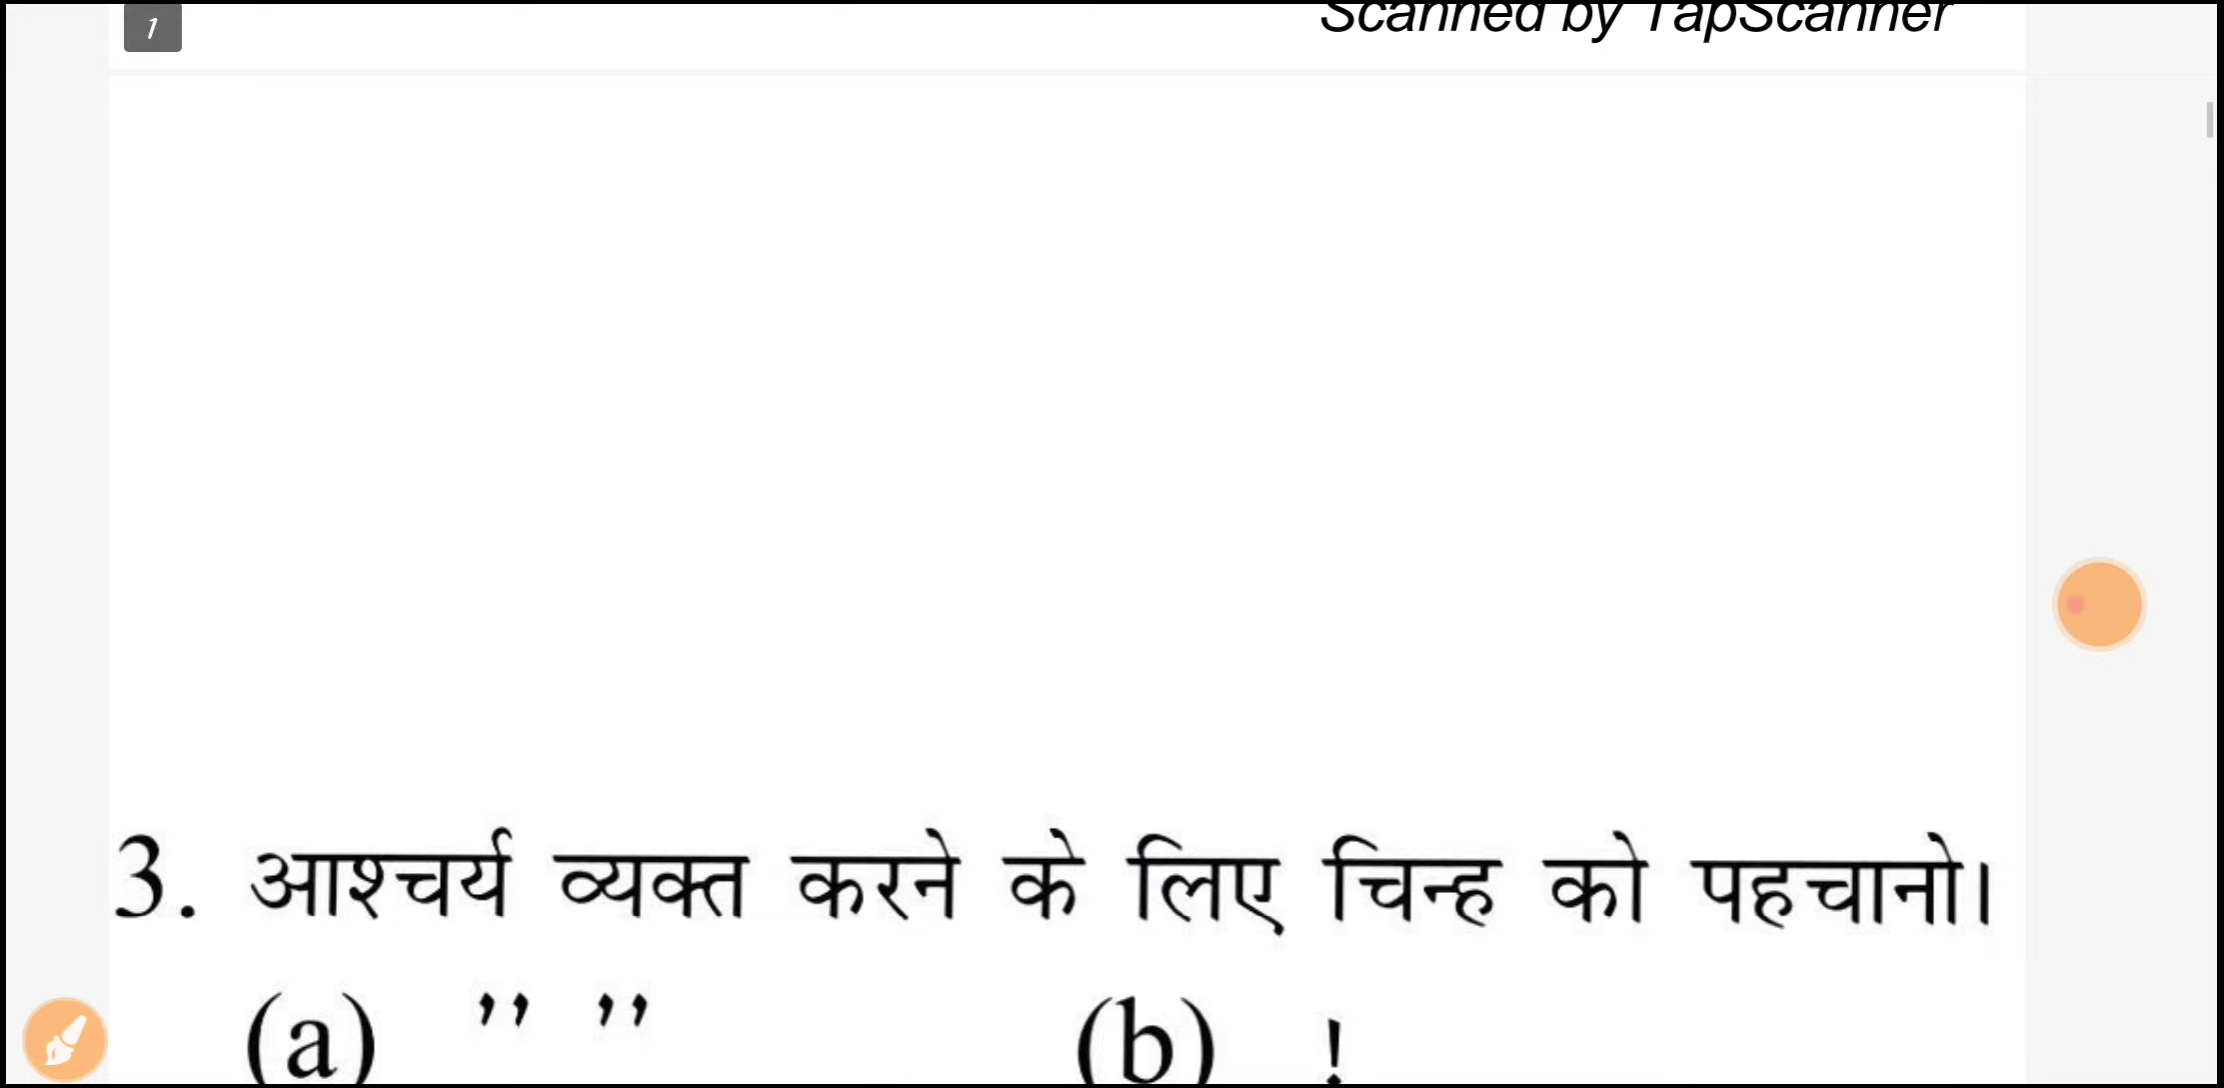 1
Scanned by TapScanner
3. आश्चर्य व्यक्त करने के लिए चिन्ह को पहचानो।
(a) ’’ ’’ (b) !